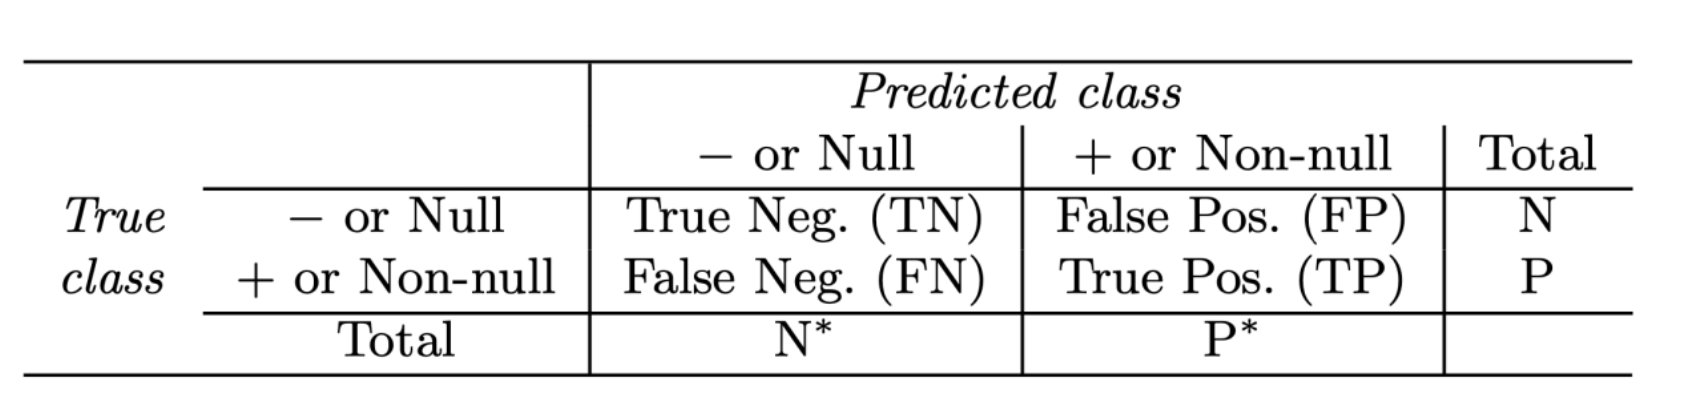 Predicted class
− or Null + or Non-null Total
True − or Null True Neg. (TN) False Pos. (FP) N
class + or Non-null False Neg. (FN) True Pos. (TP) P
Total N* P*